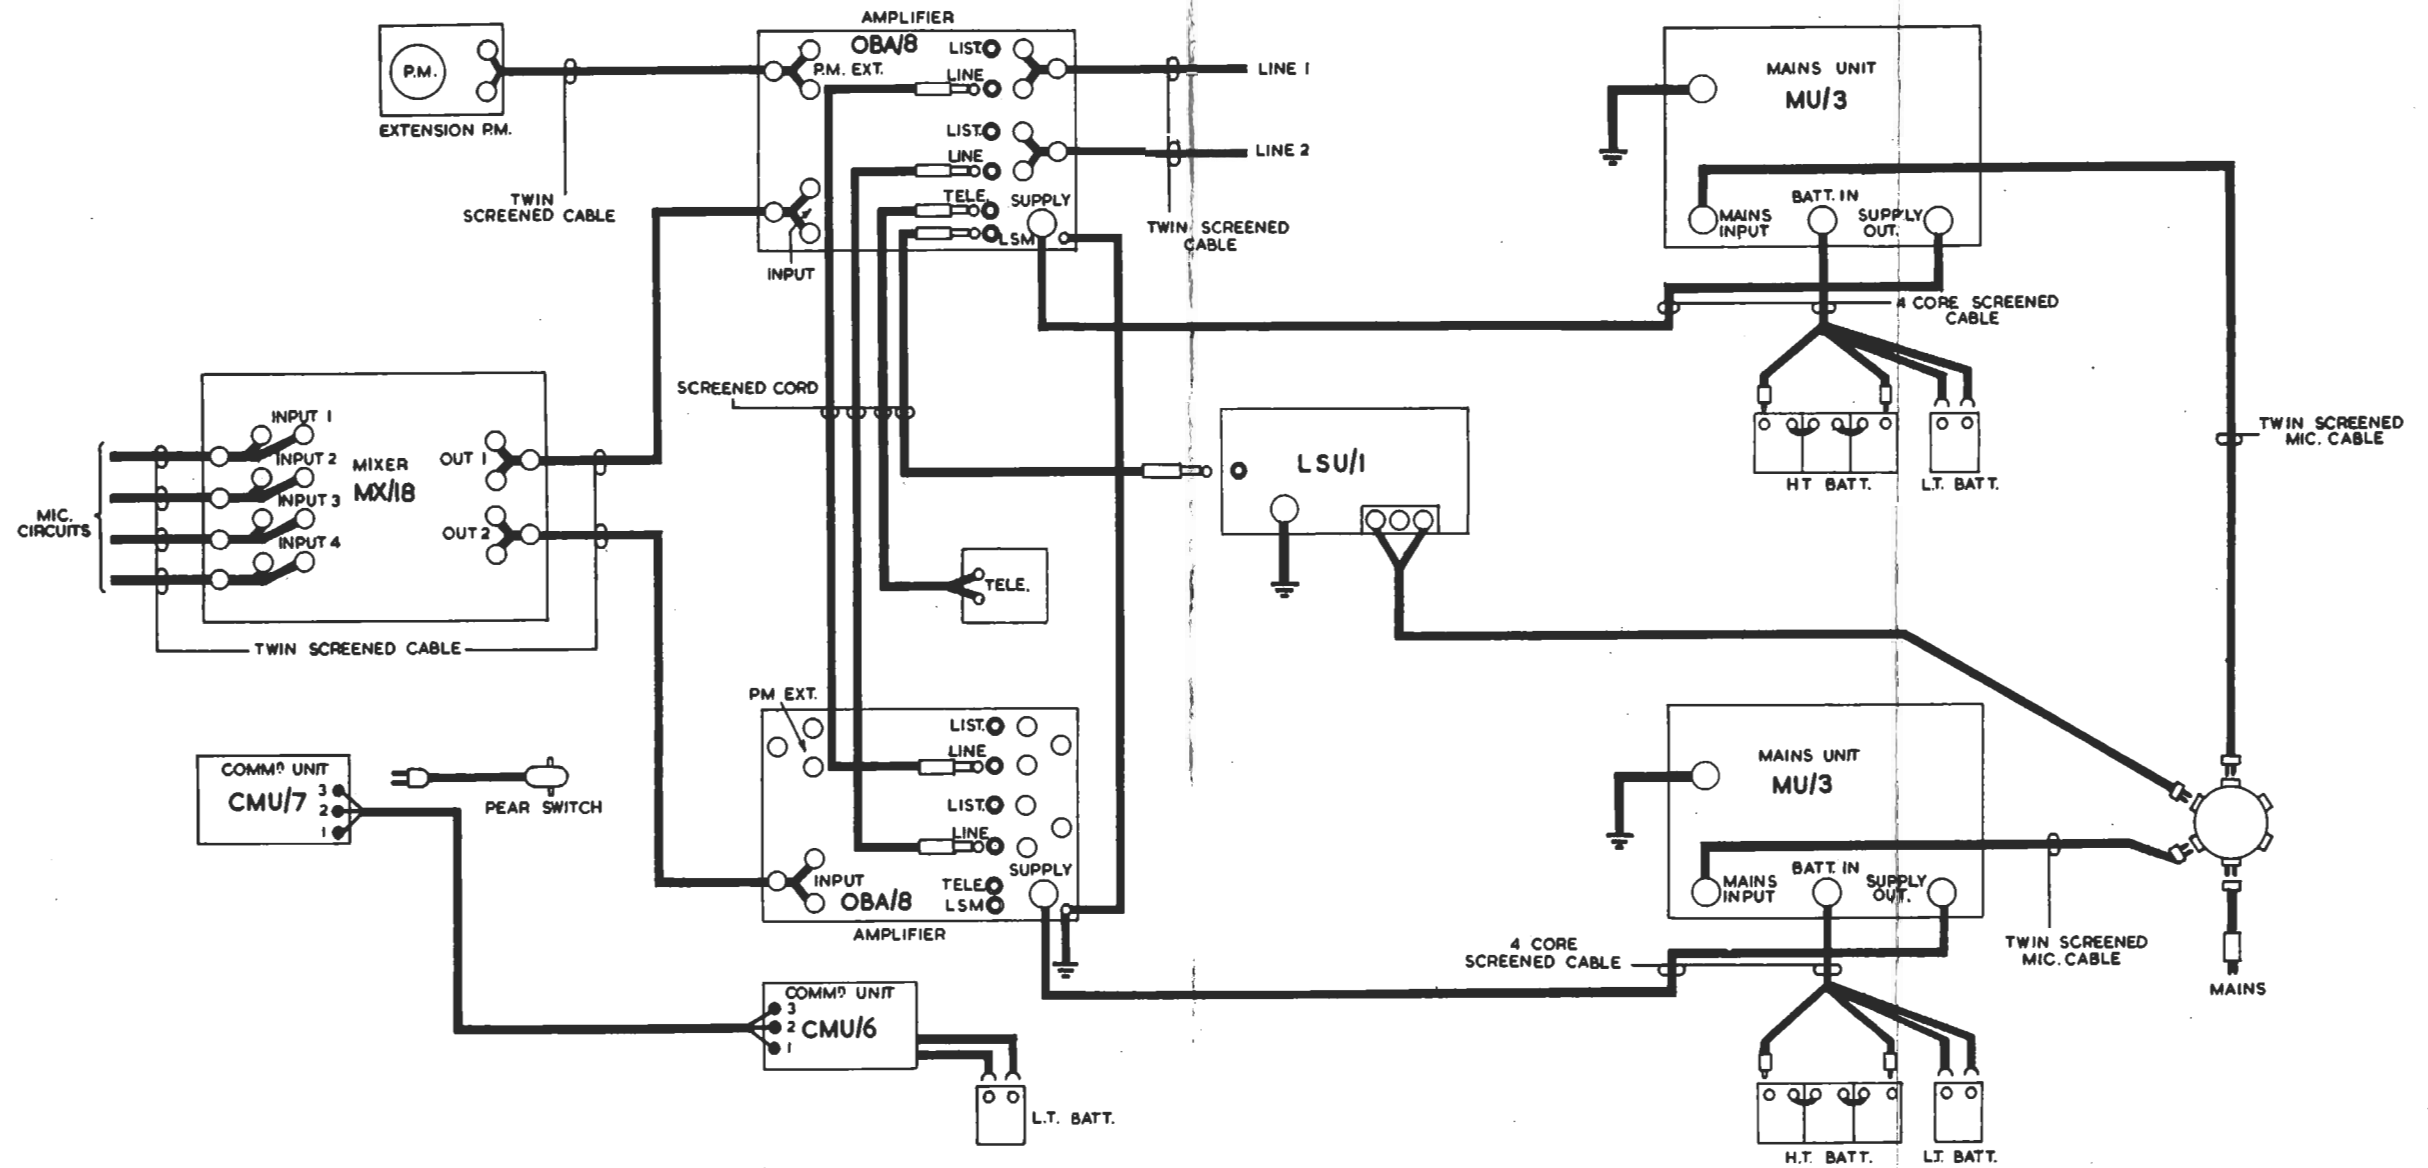 AMPLIFIER
OBA/8
P.M.
EXTENSION P.M.
P.M. EXT.
LIST.
LINE
LINE 1
LIST.
LINE
LINE 2
TELE.
SUPPLY
LSM
INPUT
TWIN
SCREENED CABLE
TWIN SCREENED
CABLE
MAINS UNIT
MU/3
BATT. IN
MAINS
INPUT
SUPPLY
OUT.
4 CORE SCREENED
CABLE
HT BATT.
L.T. BATT.
TWIN SCREENED
MIC. CABLE
SCREENED CORD
MIC.
CIRCUITS
INPUT 1
INPUT 2
INPUT 3
INPUT 4
MIXER
MX/18
OUT 1
OUT 2
TWIN SCREENED CABLE
LSU/1
TELE.
PM EXT.
LIST.
LINE
LIST.
LINE
SUPPLY
INPUT
TELE
OBA/8
LSM
AMPLIFIER
COMMD UNIT
CMU/7
3
2
1
PEAR SWITCH
COMMD UNIT
3
2
CMU/6
1
L.T. BATT.
MAINS UNIT
MU/3
BATT. IN
MAINS
INPUT
SUPPLY
OUT.
4 CORE
SCREENED CABLE
TWIN SCREENED
MIC. CABLE
MAINS
H.T. BATT.
L.T. BATT.